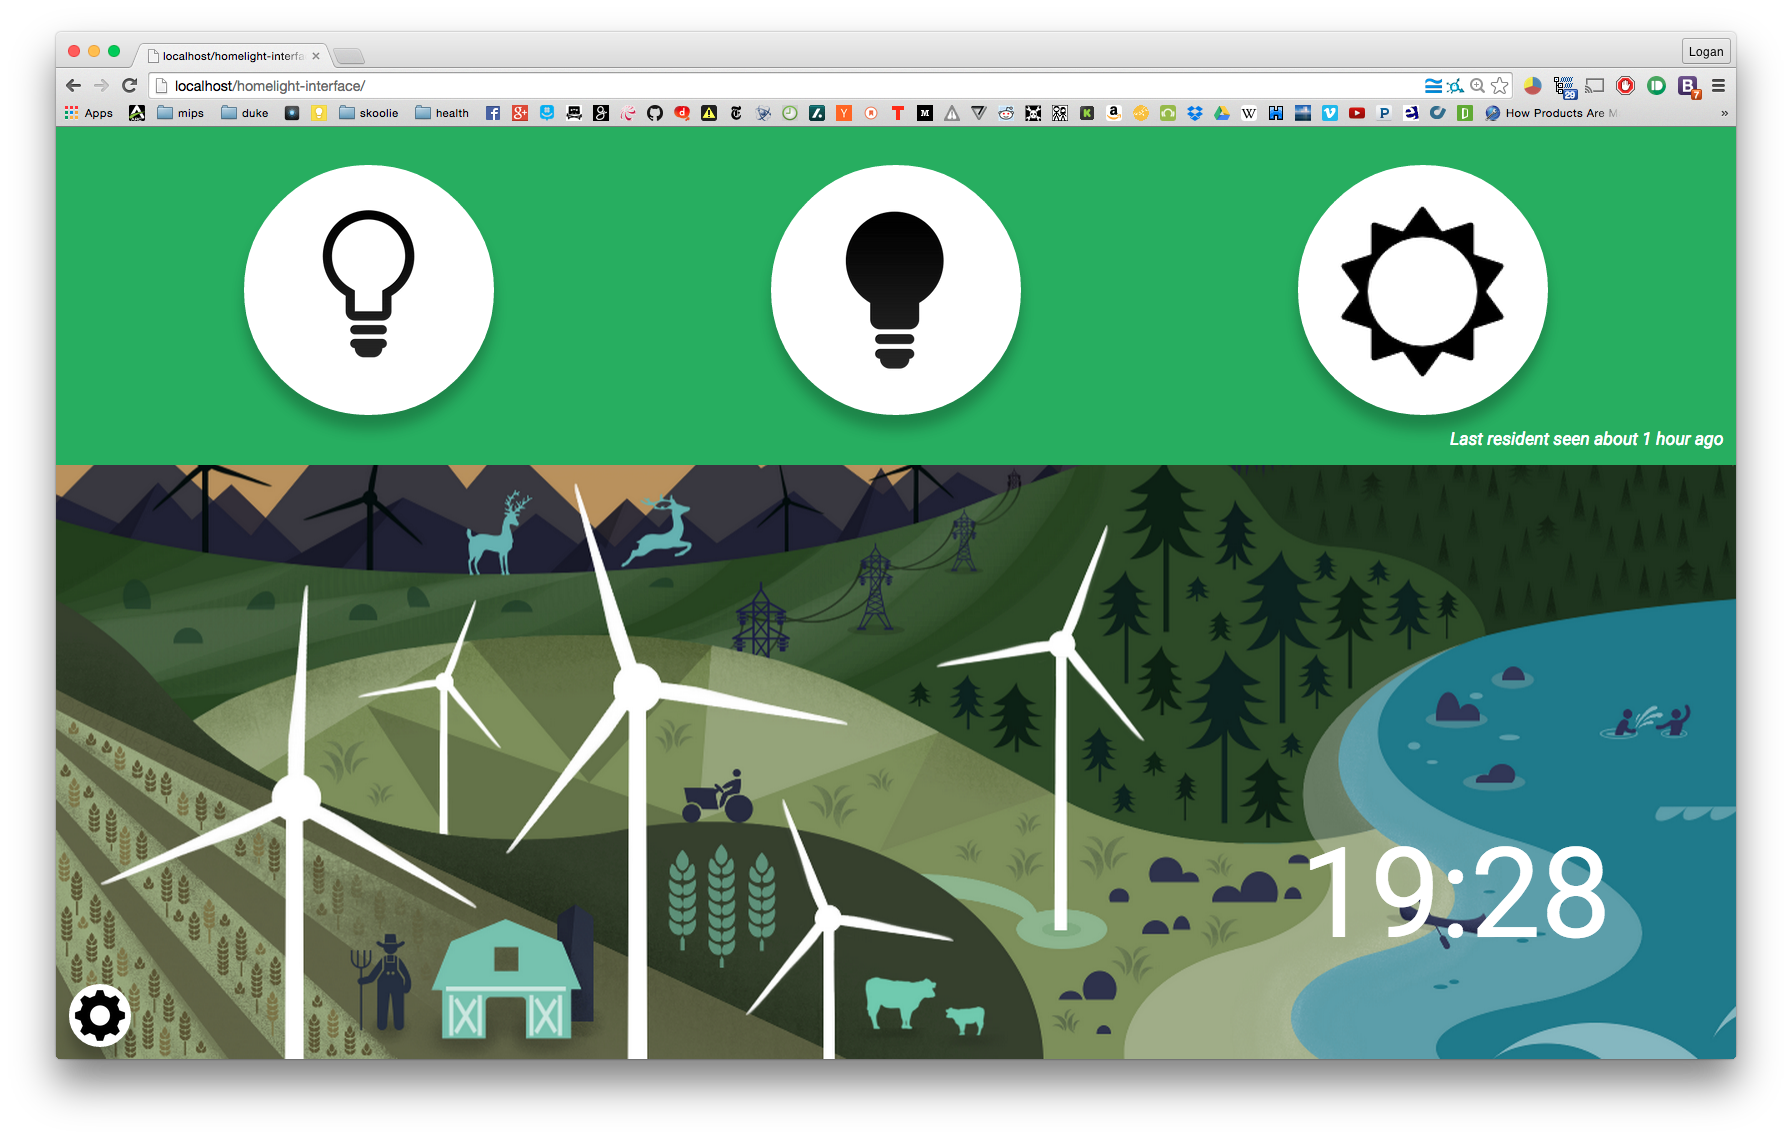 localhost/homelight-interfa
Logan
localhost/homelight-interface/
Apps
mips
duke
skoolie
health
How Products Are M
»
Last resident seen about 1 hour ago
19:28